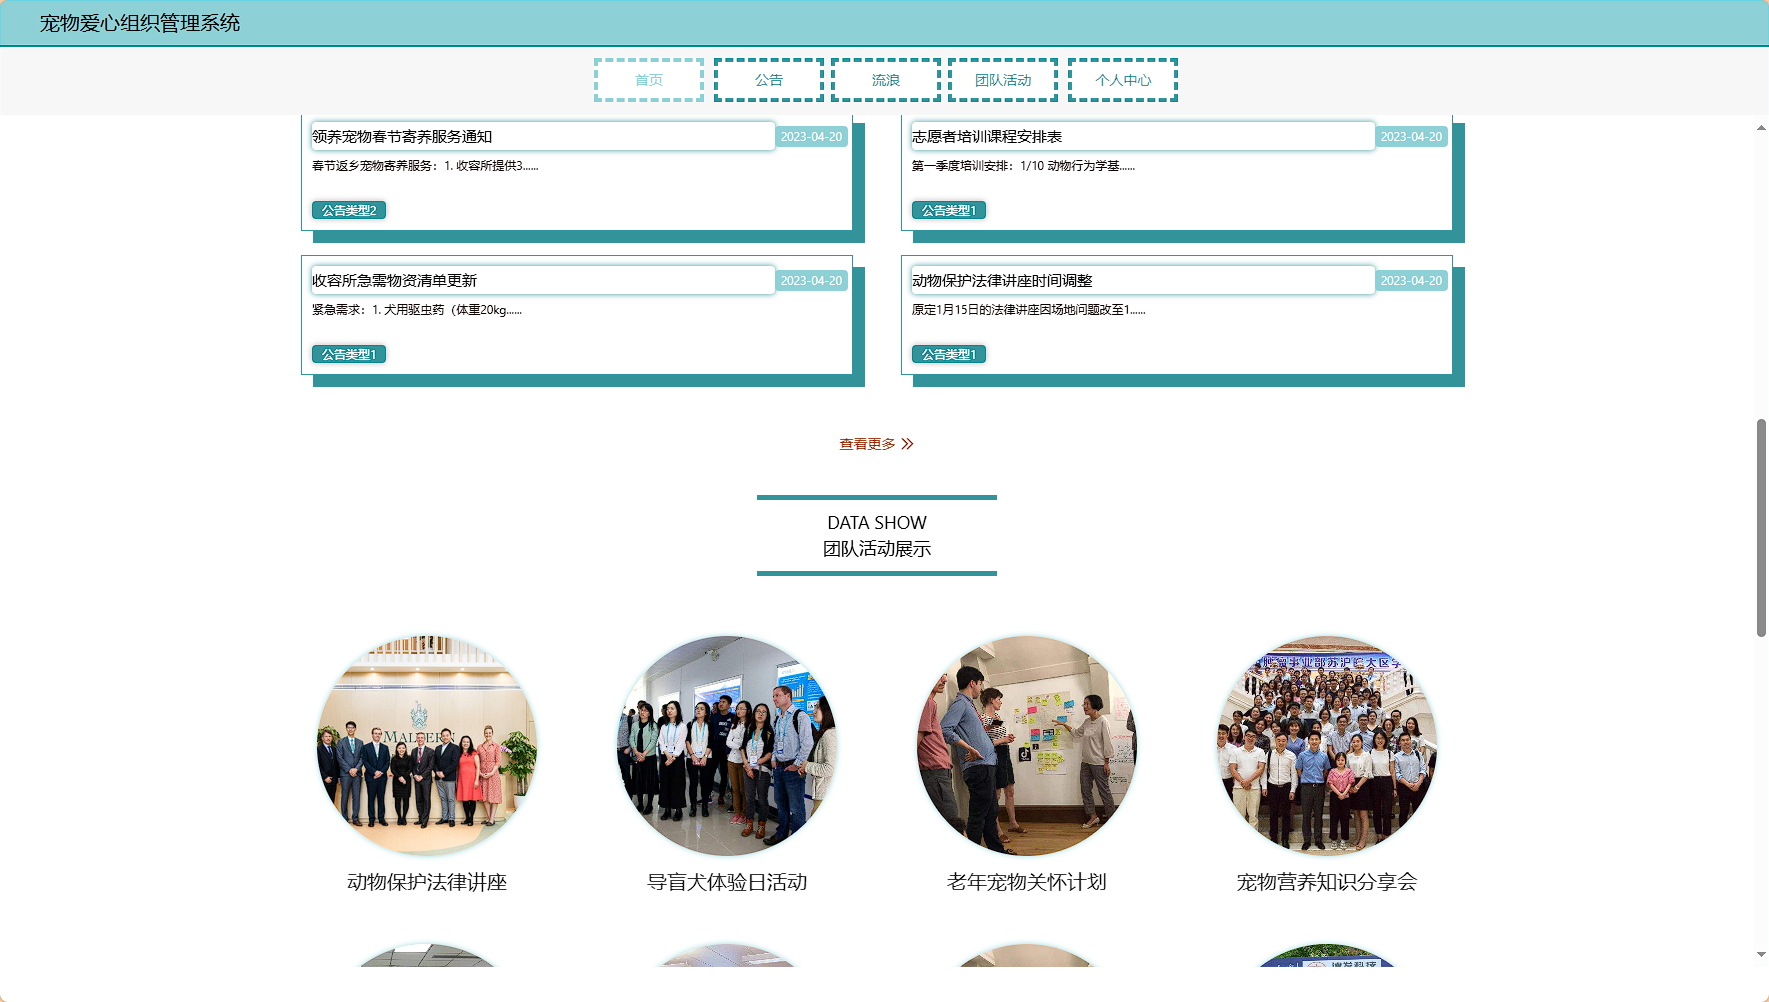 宠物爱心组织管理系统
首页 公告 流浪 团队活动 个人中心
领养宠物春节寄养服务通知 2023-04-20
春节返乡宠物寄养服务：1. 收容所提供3......
公告类型2
志愿者培训课程安排表 2023-04-20
第一季度培训安排：1/10 动物行为学基......
公告类型1
收容所急需物资清单更新 2023-04-20
紧急需求：1. 犬用驱虫药（体重20kg......
公告类型1
动物保护法律讲座时间调整 2023-04-20
原定1月15日的法律讲座因场地问题改至1......
公告类型1
查看更多
DATA SHOW
团队活动展示
MALVERN
事业部苏沪皖大区
动物保护法律讲座
导盲犬体验日活动
老年宠物关怀计划
宠物营养知识分享会